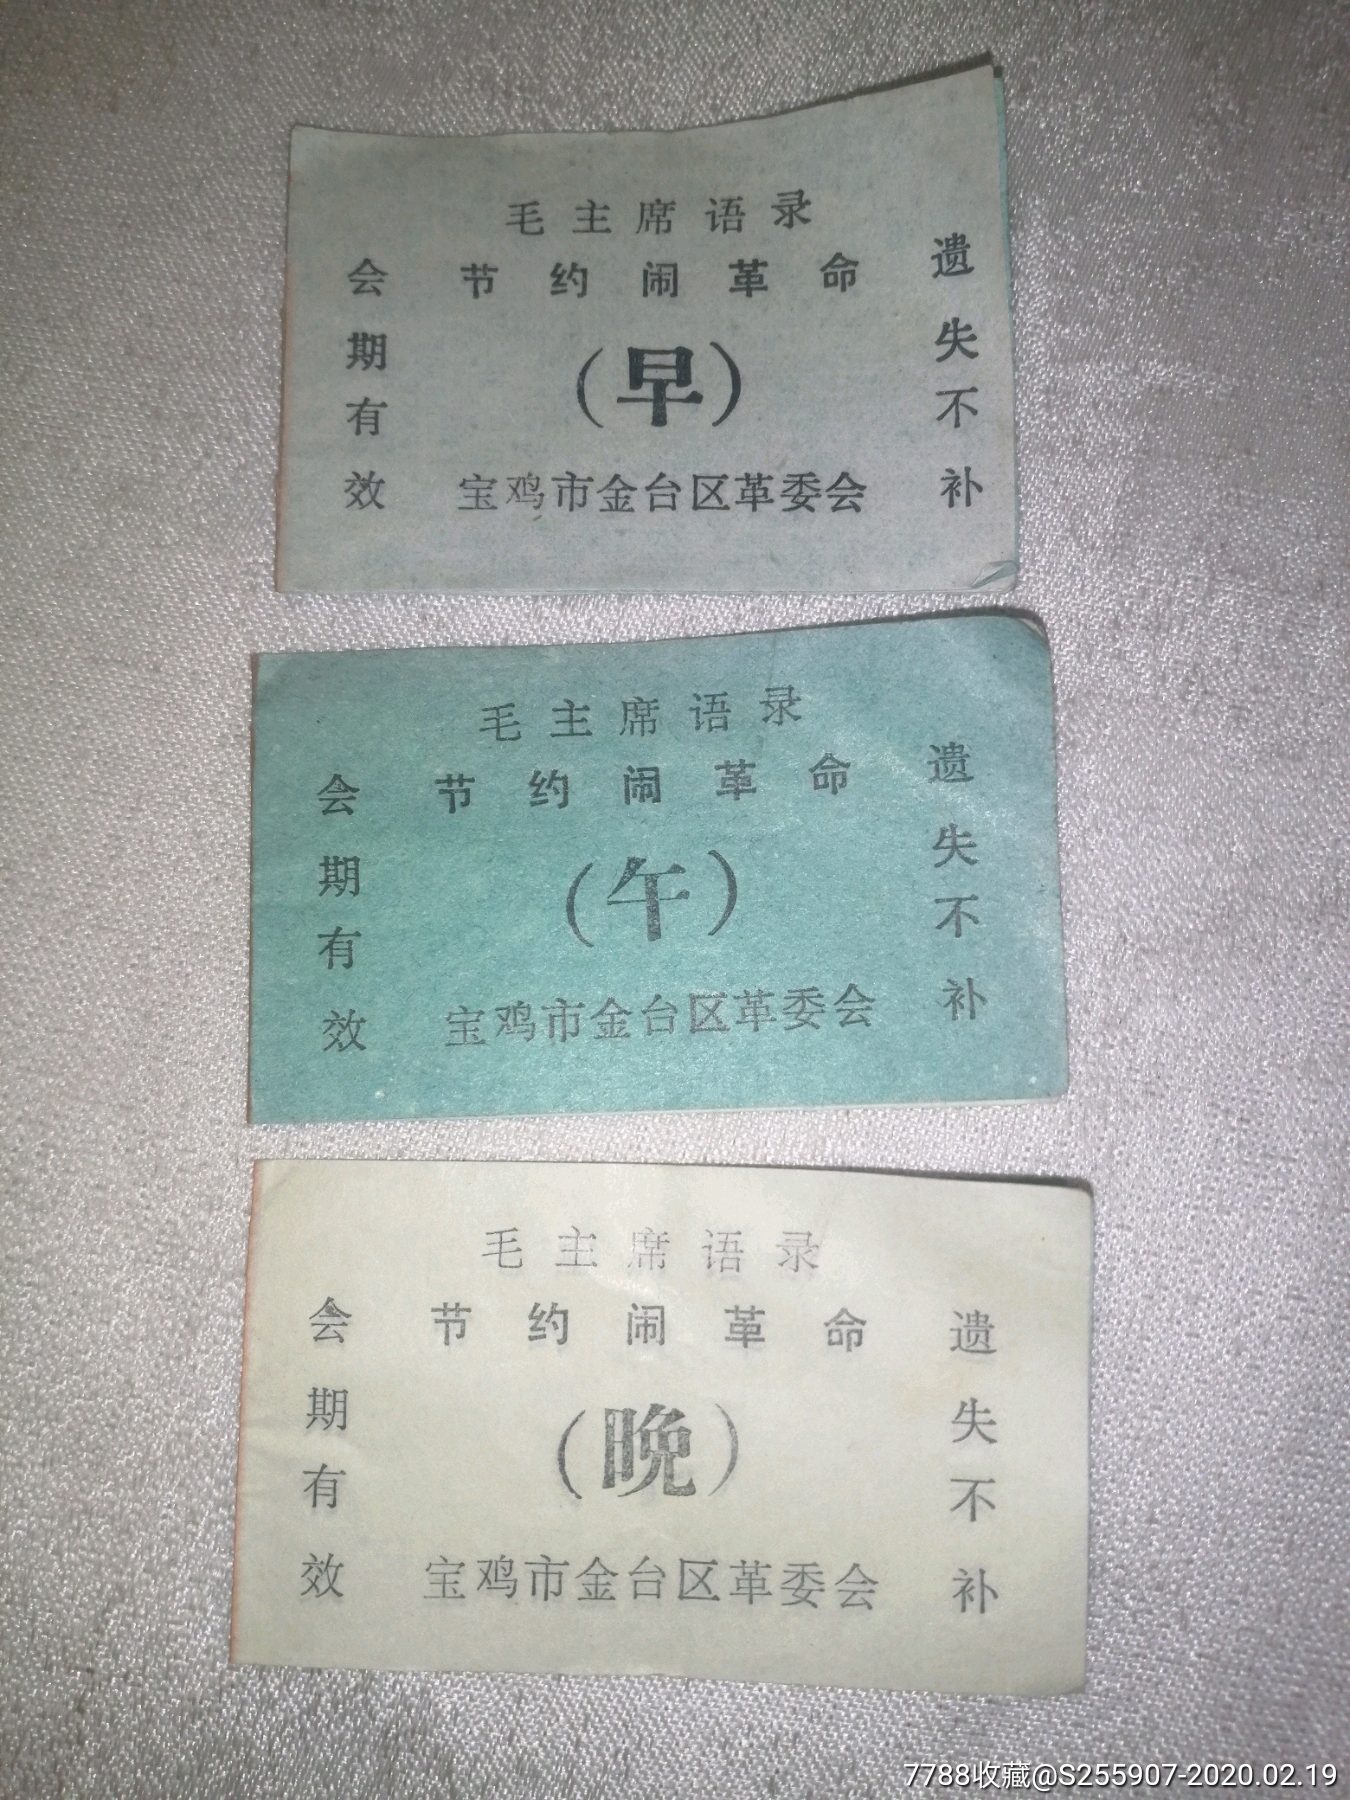 毛主席语录
节约闹革命
会期有效
（早）
遗失不补
宝鸡市金台区革委会
毛主席语录
节约闹革命
会期有效
（午）
遗失不补
宝鸡市金台区革委会
毛主席语录
节约闹革命
会期有效
（晚）
遗失不补
宝鸡市金台区革委会
7788收藏@S255907-2020.02.19